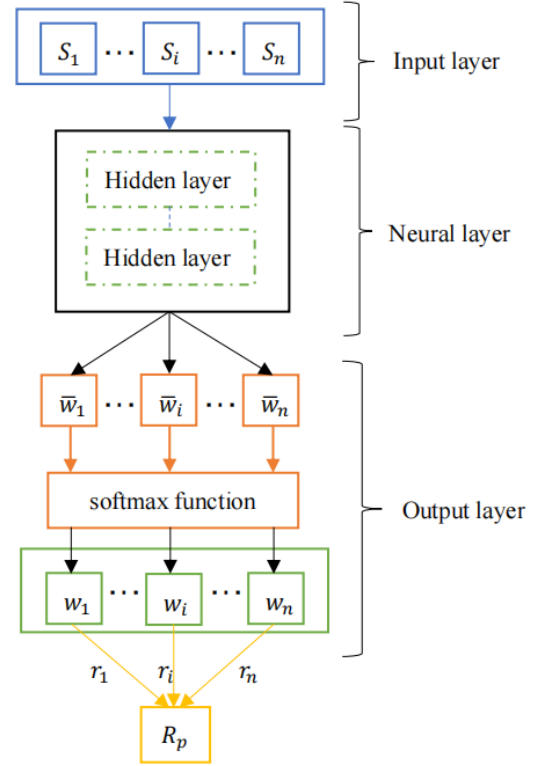 S₁ ··· Sᵢ ··· Sₙ
Input layer
Hidden layer
Hidden layer
Neural layer
w̅₁ ··· w̅ᵢ ··· w̅ₙ
softmax function
Output layer
w₁ ··· wᵢ ··· wₙ
r₁ rᵢ rₙ
Rₚ